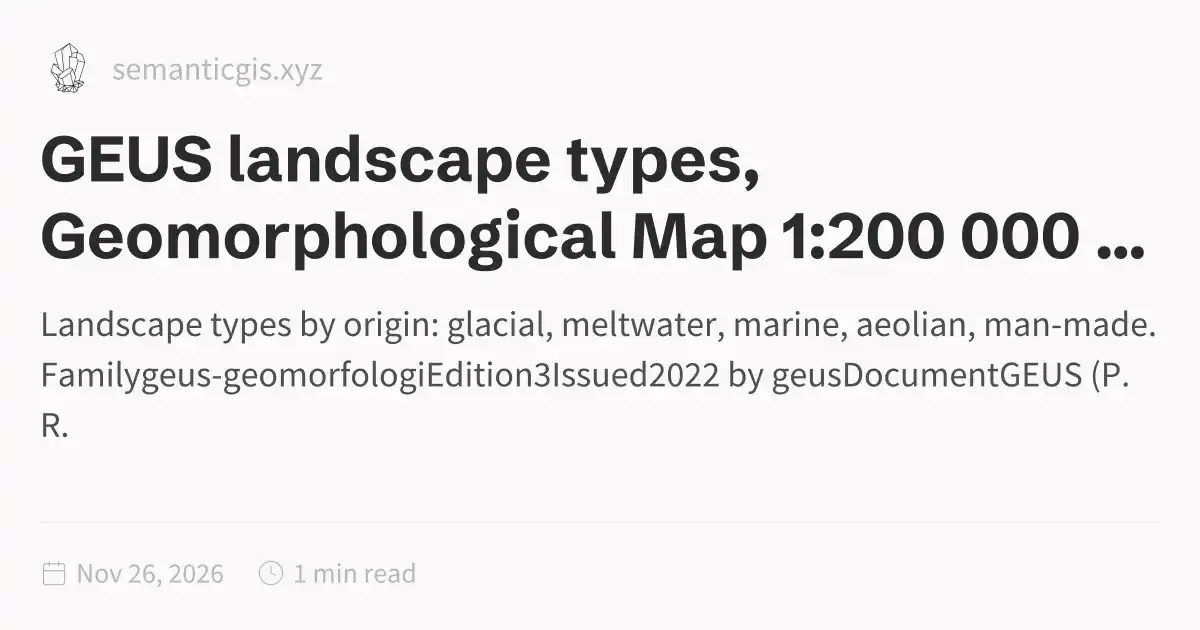 semanticgis.xyz
GEUS landscape types,
Geomorphological Map 1:200 000 ...
Landscape types by origin: glacial, meltwater, marine, aeolian, man-made.
Familygeus-geomorfologiEdition3Issued2022 by geusDocumentGEUS (P.
R.
Nov 26, 2026 1 min read